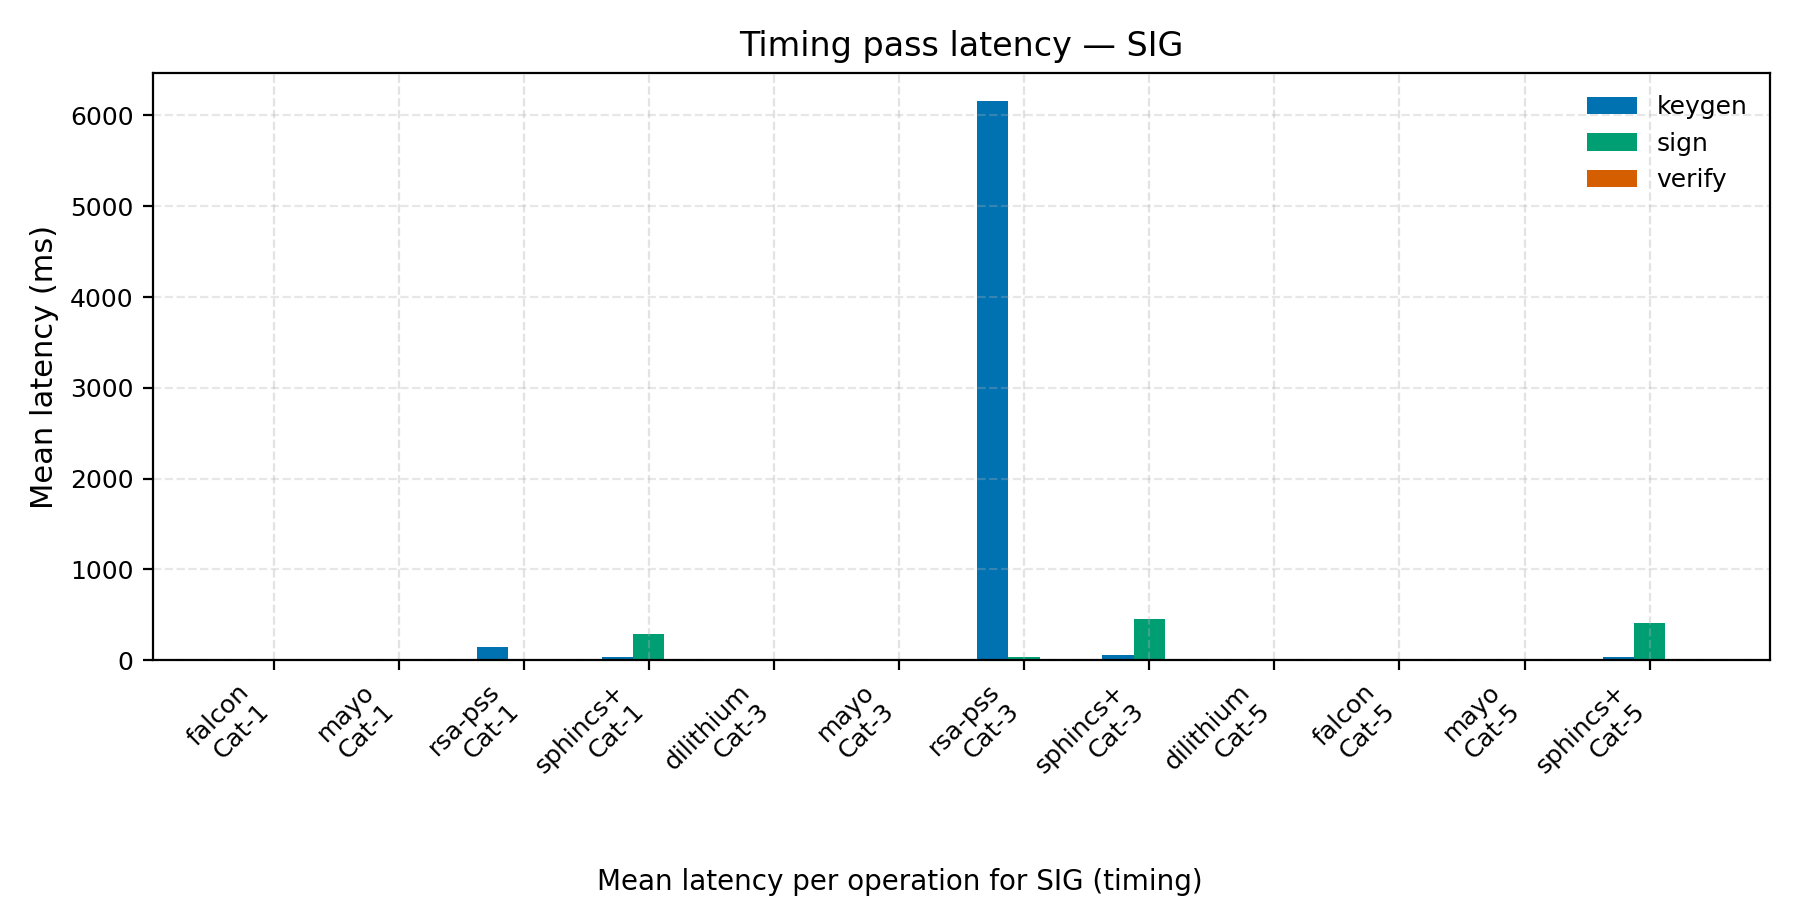 Timing pass latency — SIG
Mean latency (ms)
6000
5000
4000
3000
2000
1000
0
keygen
sign
verify
falcon
Cat-1
mayo
Cat-1
rsa-pss
Cat-1
sphincs+
Cat-1
dilithium
Cat-3
mayo
Cat-3
rsa-pss
Cat-3
sphincs+
Cat-3
dilithium
Cat-5
falcon
Cat-5
mayo
Cat-5
sphincs+
Cat-5
Mean latency per operation for SIG (timing)